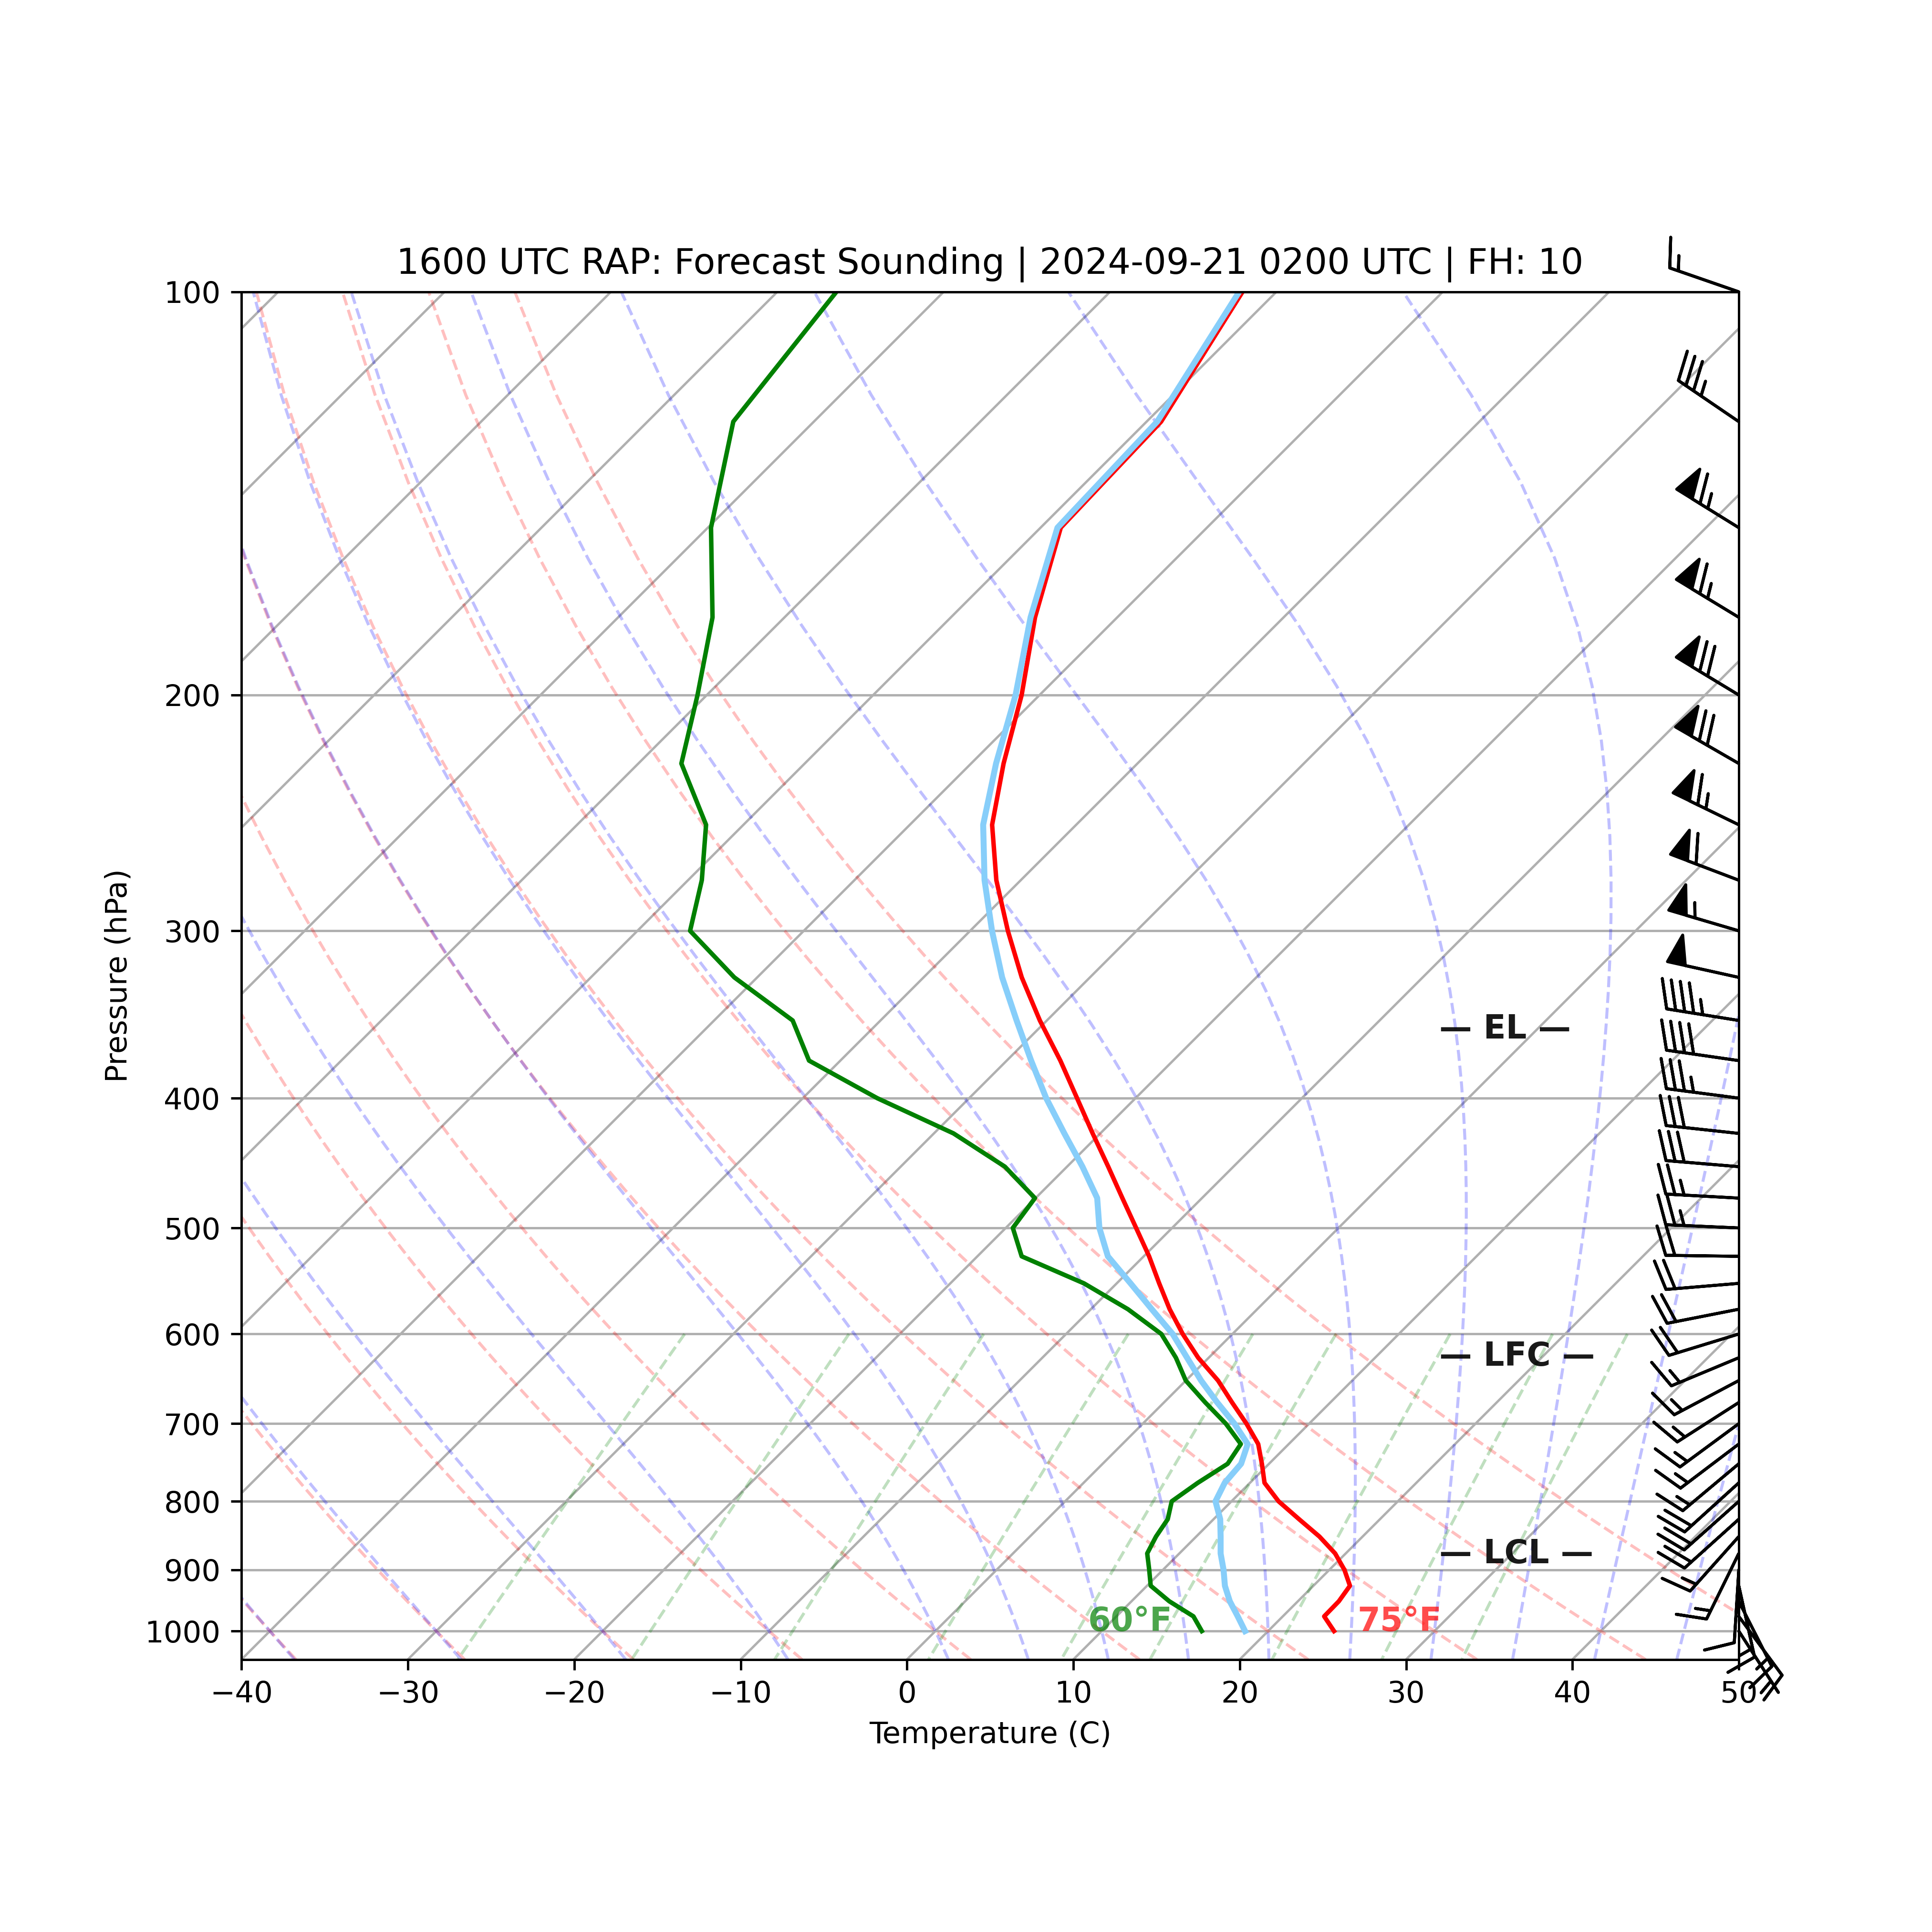 1600 UTC RAP: Forecast Sounding | 2024-09-21 0200 UTC | FH: 10
100
200
300
— EL —
400
500
600
— LFC —
700
800
— LCL —
900
60°F 75°F
1000
Pressure (hPa)
−40 −30 −20 −10 0 10 20 30 40 50
Temperature (C)